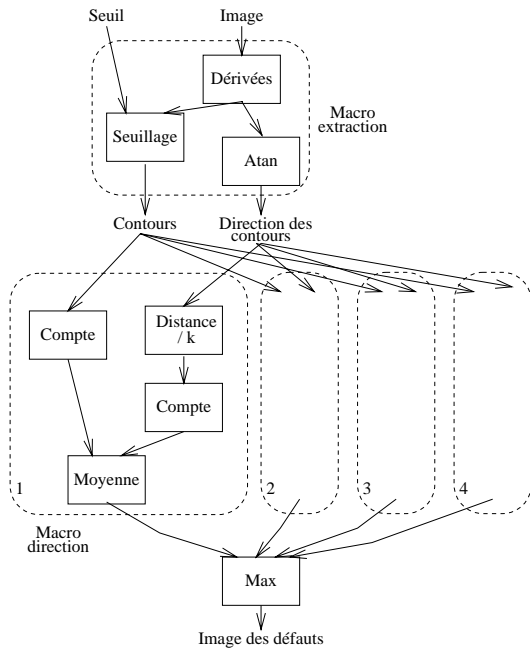 Seuil
Image
Dérivées
Macro
extraction
Seuillage
Atan
Contours
Direction des
contours
Distance
/ k
Compte
Compte
Moyenne
1
2
3
4
Macro
direction
Max
Image des défauts